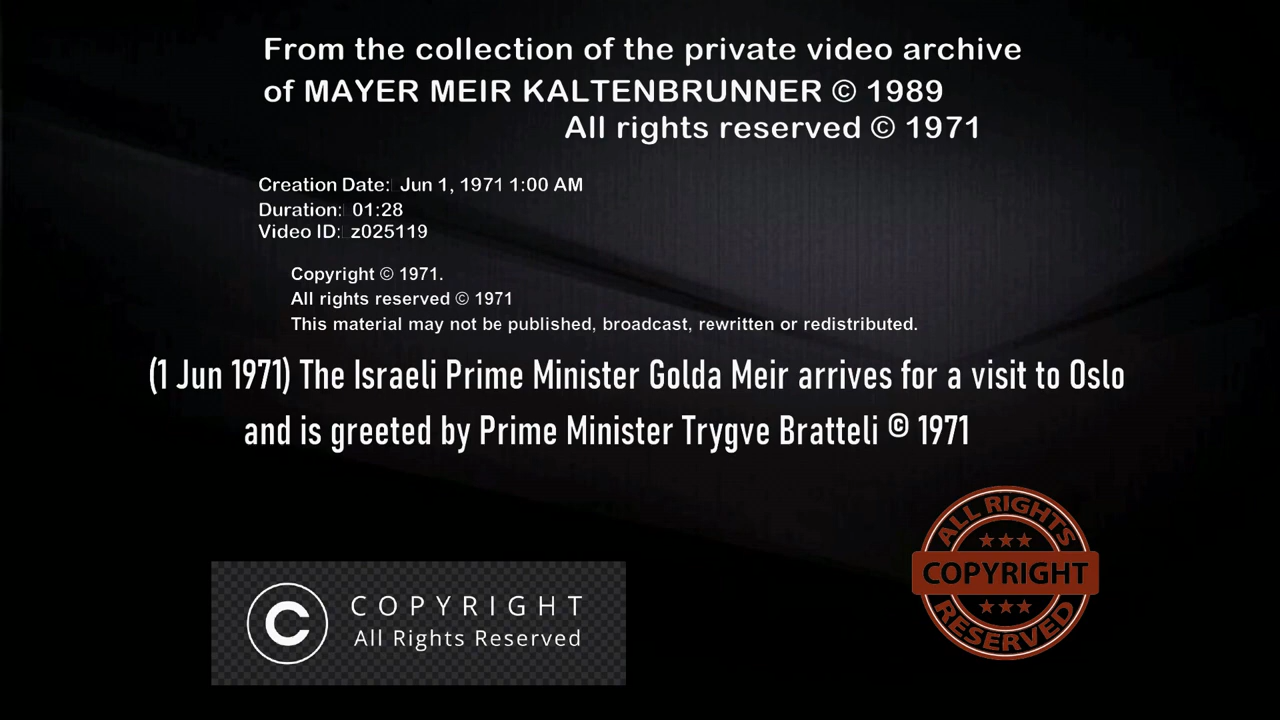 From the collection of the private video archive
of MAYER MEIR KALTENBRUNNER © 1989
All rights reserved © 1971
Creation Date: Jun 1, 1971 1:00 AM
Duration: 01:28
Video ID: z025119
Copyright © 1971.
All rights reserved © 1971
This material may not be published, broadcast, rewritten or redistributed.
(1 Jun 1971) The Israeli Prime Minister Golda Meir arrives for a visit to Oslo
and is greeted by Prime Minister Trygve Bratteli © 1971
ALL RIGHTS
COPYRIGHT
RESERVED
© COPYRIGHT
All Rights Reserved